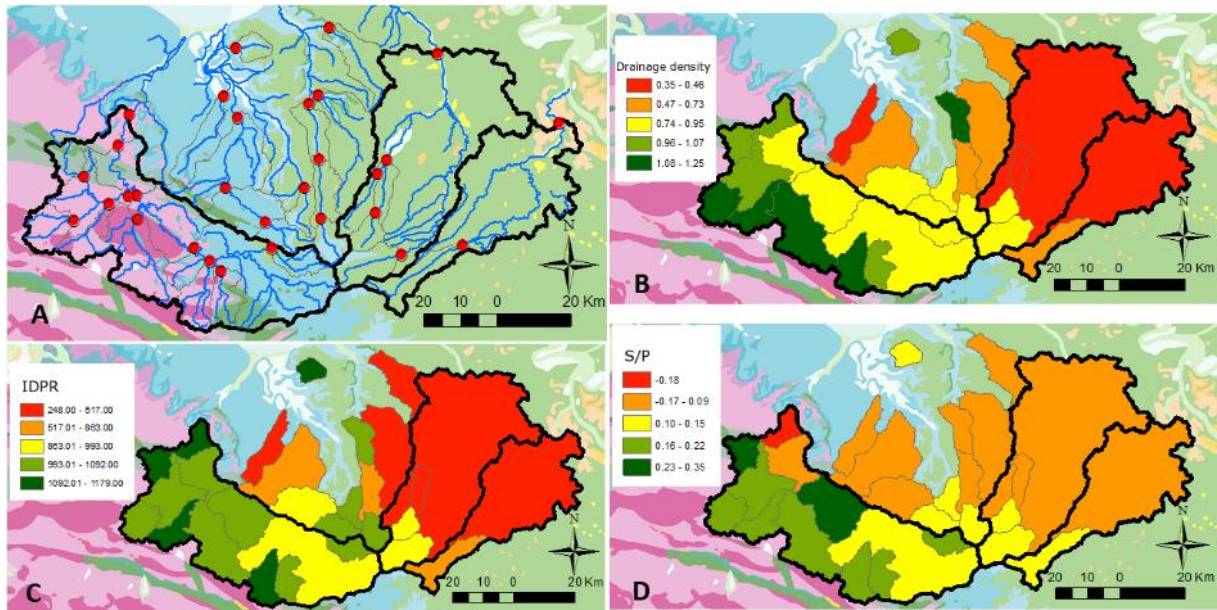 A
N
20 10 0 20 Km
Drainage density
0.35 - 0.46
0.47 - 0.73
0.74 - 0.95
0.96 - 1.07
1.08 - 1.25
B
N
20 10 0 20 Km
IDPR
248.00 - 517.00
517.01 - 863.00
863.01 - 993.00
993.01 - 1092.00
1092.01 - 1179.00
C
N
20 10 0 20 Km
S/P
-0.18
-0.17 - 0.09
0.10 - 0.15
0.16 - 0.22
0.23 - 0.35
D
N
20 10 0 20 Km